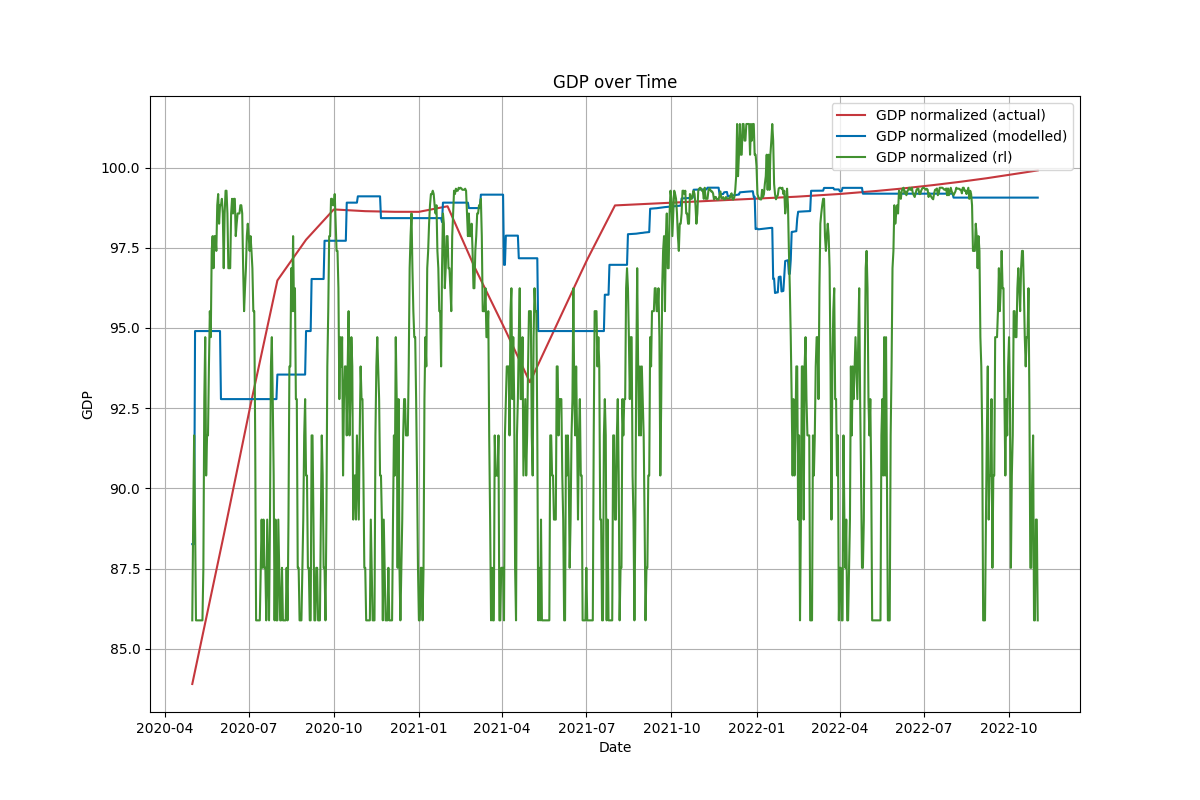 GDP over Time
GDP normalized (actual)
GDP normalized (modelled)
GDP normalized (rl)
GDP
100.0
97.5
95.0
92.5
90.0
87.5
85.0
2020-04 2020-07 2020-10 2021-01 2021-04 2021-07 2021-10 2022-01 2022-04 2022-07 2022-10
Date